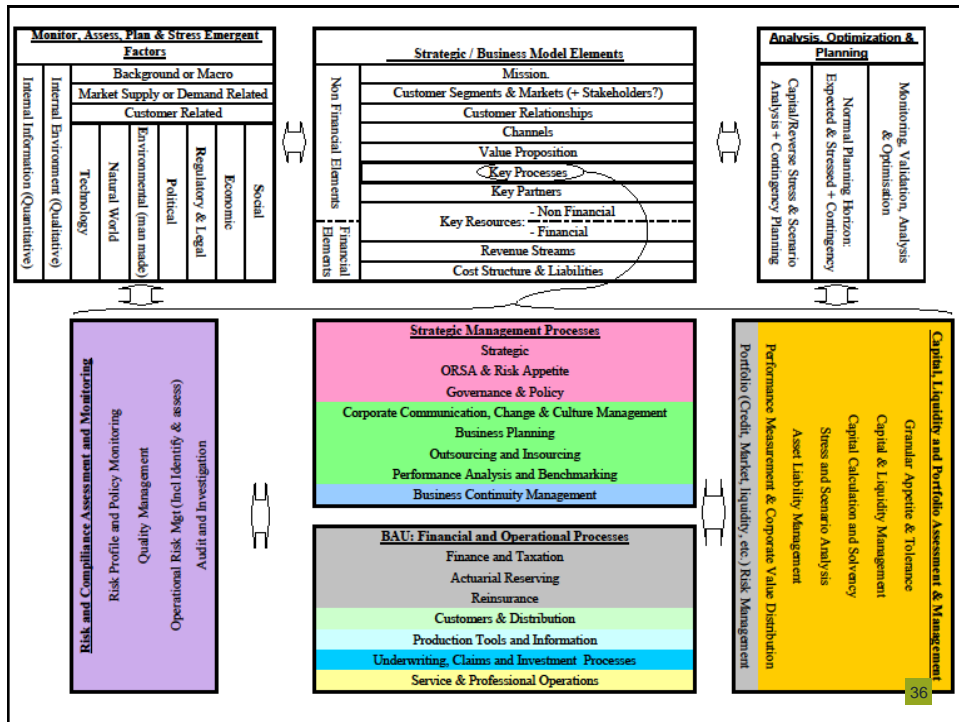 Monitor, Assess, Plan & Stress Emergent
Factors
Background or Macro
Market Supply or Demand Related
Customer Related
Internal Information (Quantitative)
Internal Environment (Qualitative)
Technology
Natural World
Environmental (man made)
Political
Regulatory & Legal
Economic
Social
Strategic / Business Model Elements
Non Financial Elements
Financial
Elements
Mission.
Customer Segments & Markets (+ Stakeholders?)
Customer Relationships
Channels
Value Proposition
Key Processes
Key Partners
- Non Financial
Key Resources:
- Financial
Revenue Streams
Cost Structure & Liabilities
Analysis, Optimization &
Planning
Capital/Reverse Stress & Scenario
Analysis + Contingency Planning
Norrmal Planning Horizon:
Expected & Stressed + Contingency
Monitoring, Validation, Analysis
& Optimisation
Risk and Compliance Assessment and Monitoring
Risk Profile and Policy Monitoring
Quality Management
Operational Risk Mgt (Incl Identify & assess)
Audit and Investigation
Strategic Management Processes
Strategic
ORSA & Risk Appetite
Governance & Policy
Corporate Communication, Change & Culture Management
Business Planning
Outsourcing and Insourcing
Performance Analysis and Benchmarking
Business Continuity Management
BAU: Financial and Operational Processes
Finance and Taxation
Actuarial Reserving
Reinsurance
Customers & Distribution
Production Tools and Information
Underwriting, Claims and Investment Processes
Service & Professional Operations
Capital, Liquidity and Portfolio Assessment & Management
Granular Appetite & Tolerance
Capital & Liquidity Management
Capital Calculation and Solvency
Stress and Scenario Analysis
Asset Liability Management
Performance Measurement & Corporate Value Distribution
Portfolio (Credit, Market, liquidity, etc.) Risk Management
36